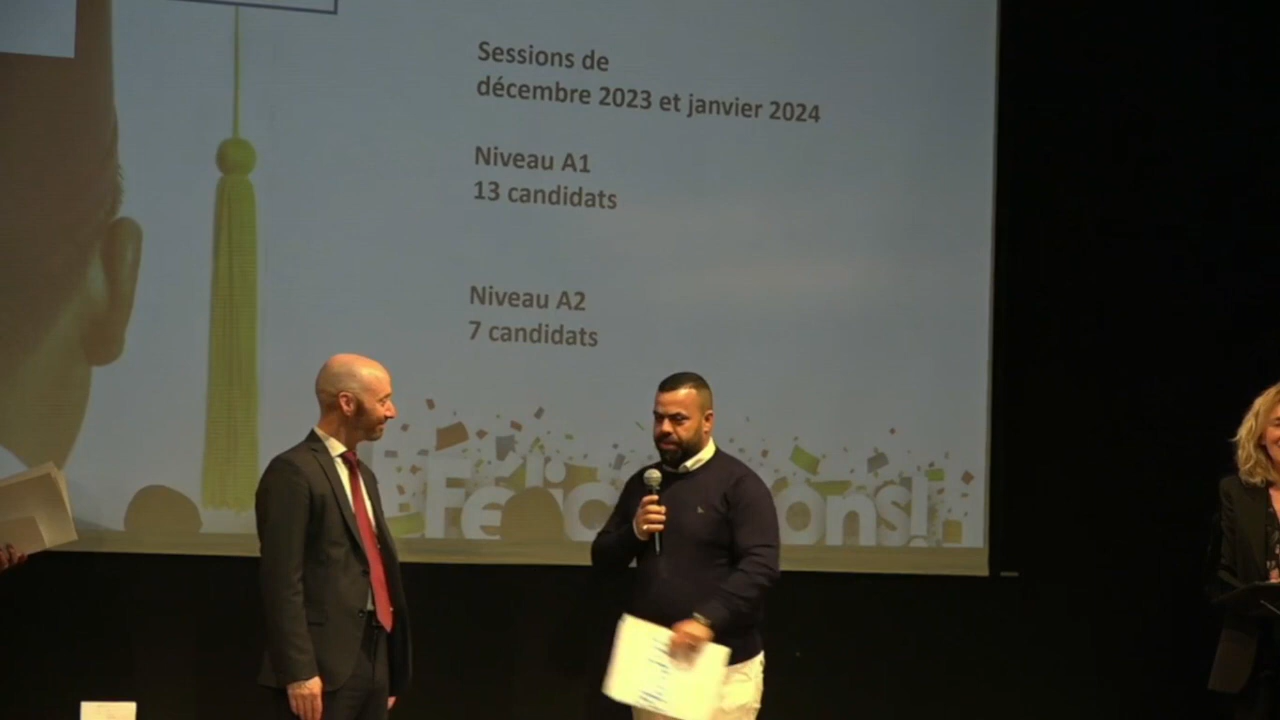 Sessions de
décembre 2023 et janvier 2024
Niveau A1
13 candidats
Niveau A2
7 candidats